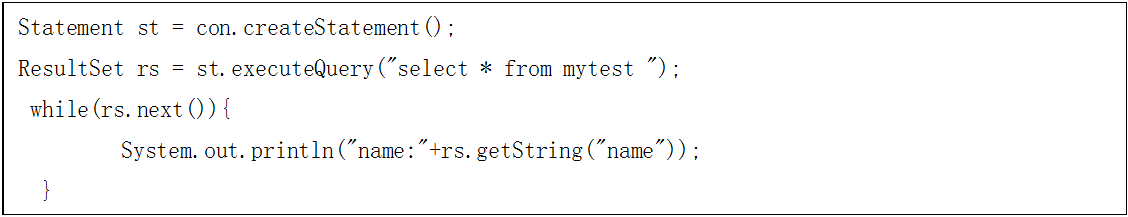 Statement st = con.createStatement();
ResultSet rs = st.executeQuery("select * from mytest ");
while(rs.next()){
System.out.println("name:"+rs.getString("name"));
}